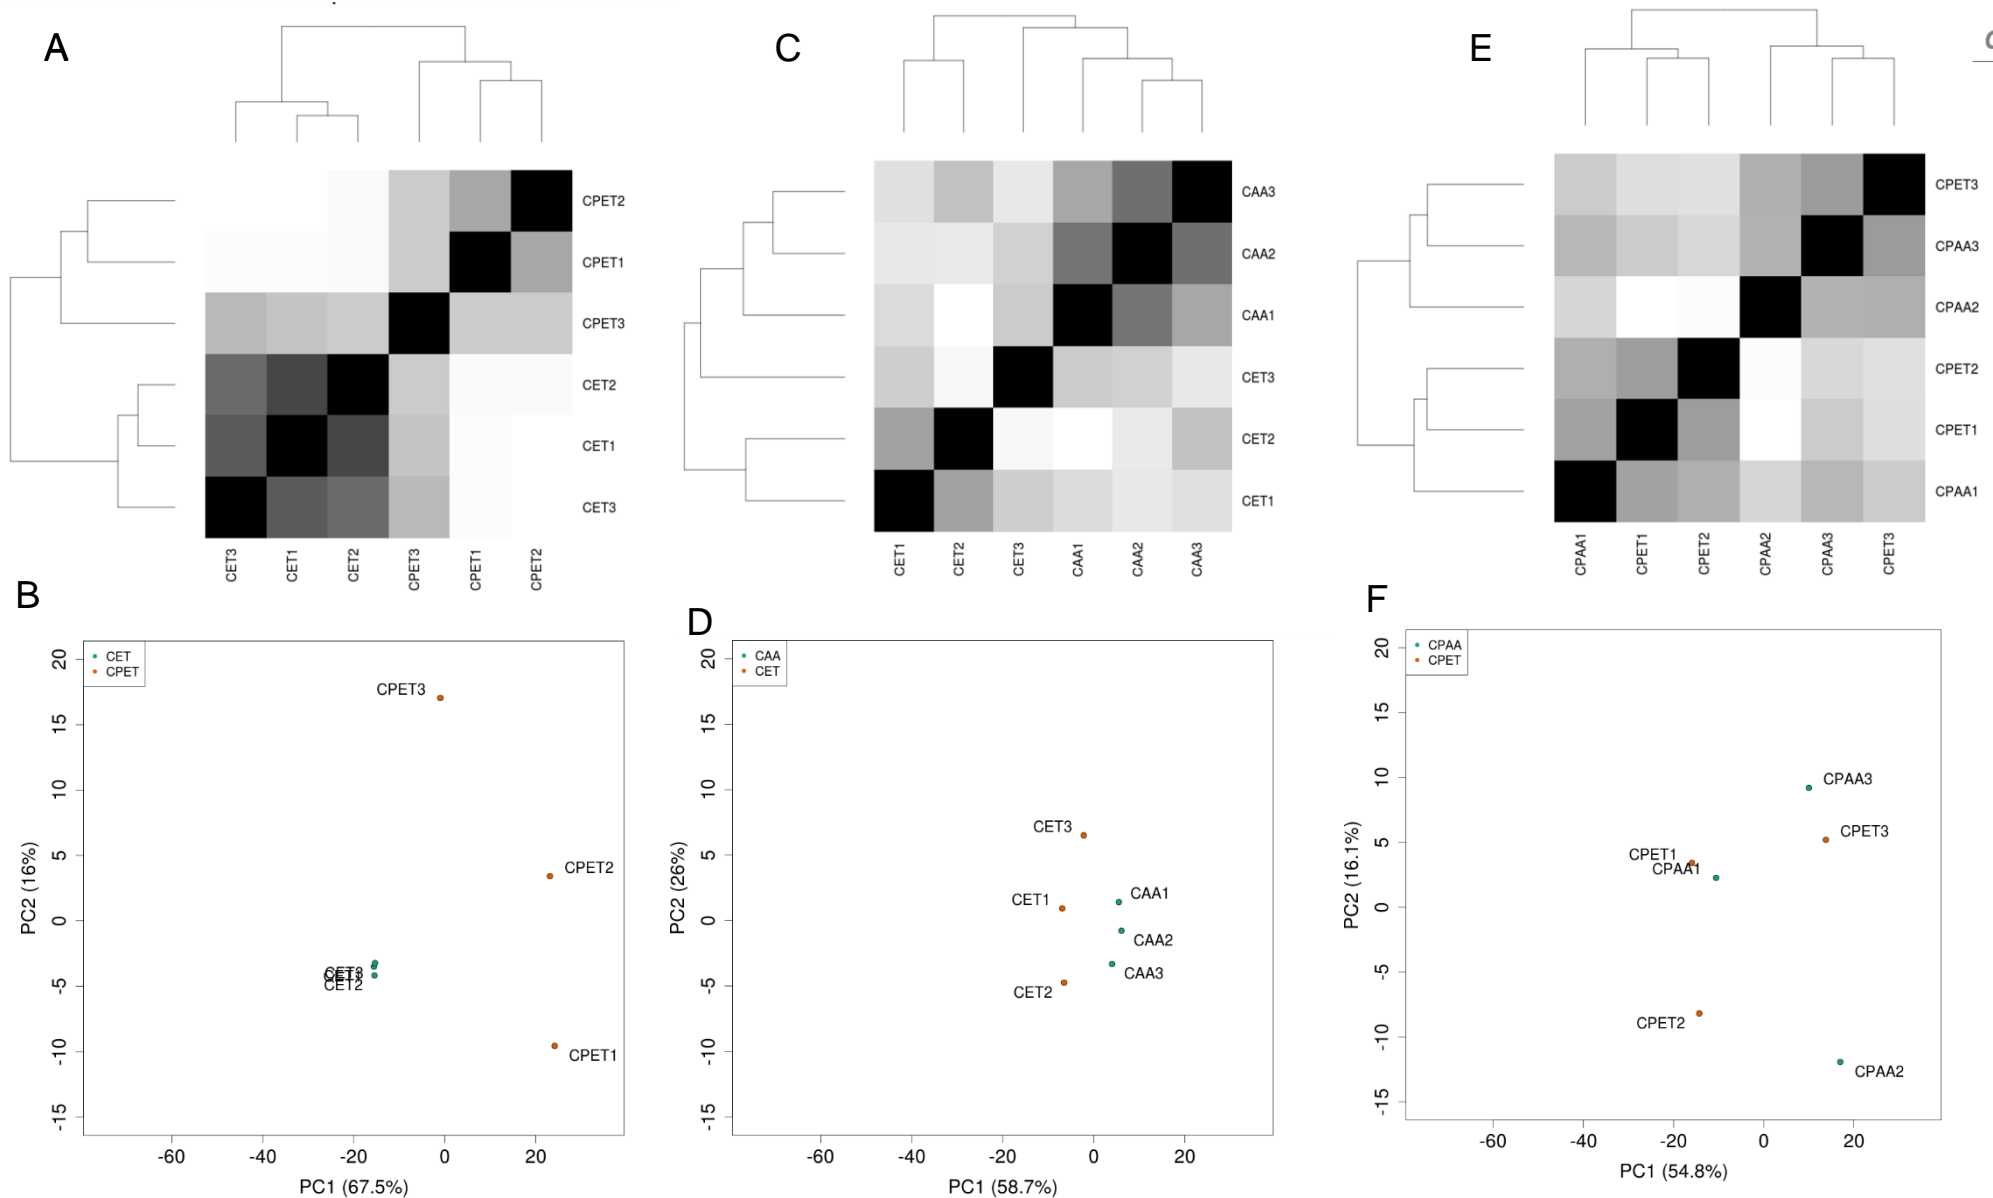 A
CPET2
CPET1
CPET3
CET2
CET1
CET3
CET3
CET1
CET2
CPET3
CPET1
CPET2
C
CAA3
CAA2
CAA1
CET3
CET2
CET1
CET1
CET2
CET3
CAA1
CAA2
CAA3
E
CPET3
CPAA3
CPAA2
CPET2
CPET1
CPAA1
CPAA1
CPET1
CPET2
CPAA2
CPAA3
CPET3
B
CET
CPET
CPET3
CPET2
CET3
CET1
CET2
CPET1
20
15
10
5
0
-5
-10
-15
PC2 (16%)
-60 -40 -20 0 20
PC1 (67.5%)
D
CAA
CET
CET3
CET1
CAA1
CAA2
CAA3
CET2
20
15
10
5
0
-5
-10
-15
PC2 (26%)
-60 -40 -20 0 20
PC1 (58.7%)
F
CPAA
CPET
CPAA3
CPET3
CPET1
CPAA1
CPET2
CPAA2
20
15
10
5
0
-5
-10
-15
PC2 (16.1%)
-60 -40 -20 0 20
PC1 (54.8%)